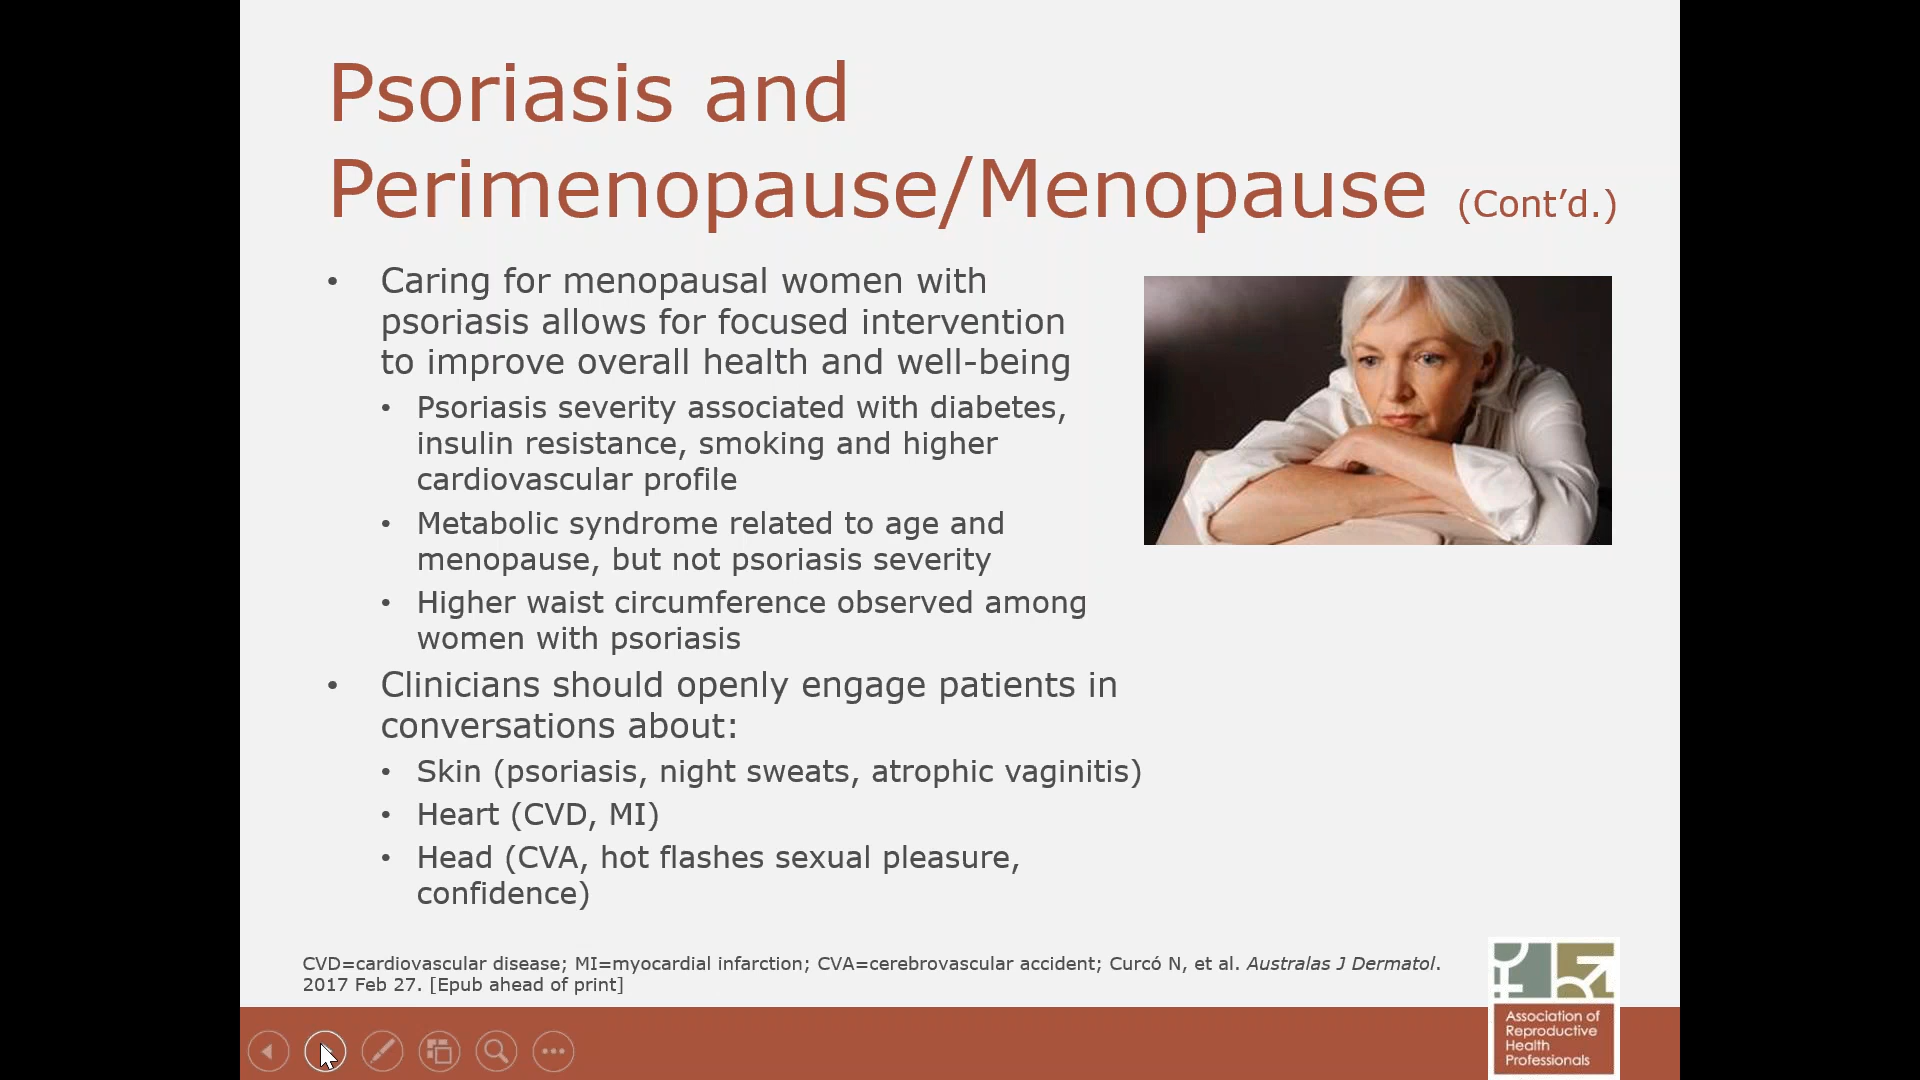 Psoriasis and
Perimenopause/Menopause (Cont’d.)
• Caring for menopausal women with
psoriasis allows for focused intervention
to improve overall health and well-being
• Psoriasis severity associated with diabetes,
insulin resistance, smoking and higher
cardiovascular profile
• Metabolic syndrome related to age and
menopause, but not psoriasis severity
• Higher waist circumference observed among
women with psoriasis
• Clinicians should openly engage patients in
conversations about:
• Skin (psoriasis, night sweats, atrophic vaginitis)
• Heart (CVD, MI)
• Head (CVA, hot flashes sexual pleasure,
confidence)
CVD=cardiovascular disease; MI=myocardial infarction; CVA=cerebrovascular accident; Curcó N, et al. Australas J Dermatol.
2017 Feb 27. [Epub ahead of print]
Association of
Reproductive
Health
Professionals